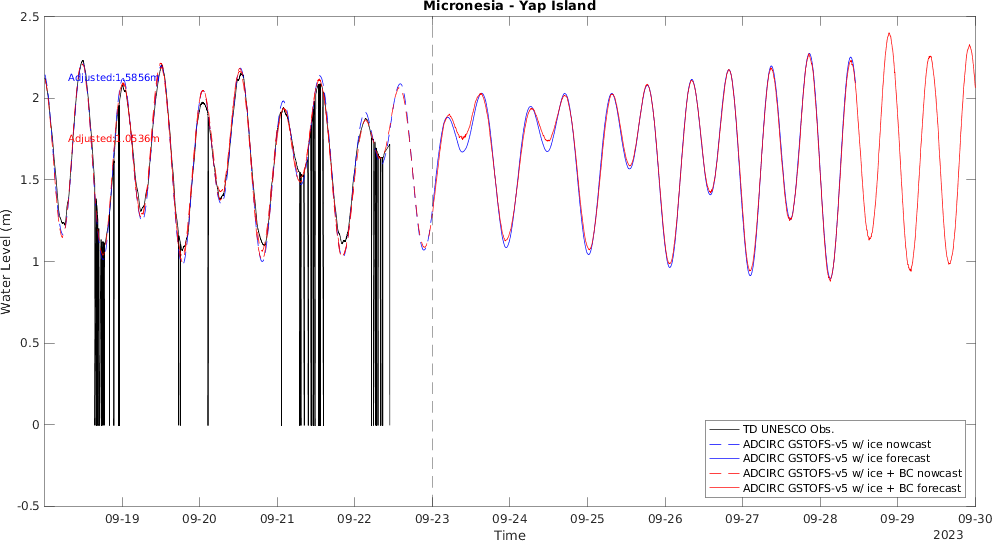 Micronesia - Yap Island
2.5
2
1.5
1
0.5
0
-0.5
Water Level (m)
Adjusted:1.5856m
Adjusted:1.0536m
TD UNESCO Obs.
ADCIRC GSTOFS-v5 w/ ice nowcast
ADCIRC GSTOFS-v5 w/ ice forecast
ADCIRC GSTOFS-v5 w/ ice + BC nowcast
ADCIRC GSTOFS-v5 w/ ice + BC forecast
09-19 09-20 09-21 09-22 09-23 09-24 09-25 09-26 09-27 09-28 09-29 09-30
Time
2023